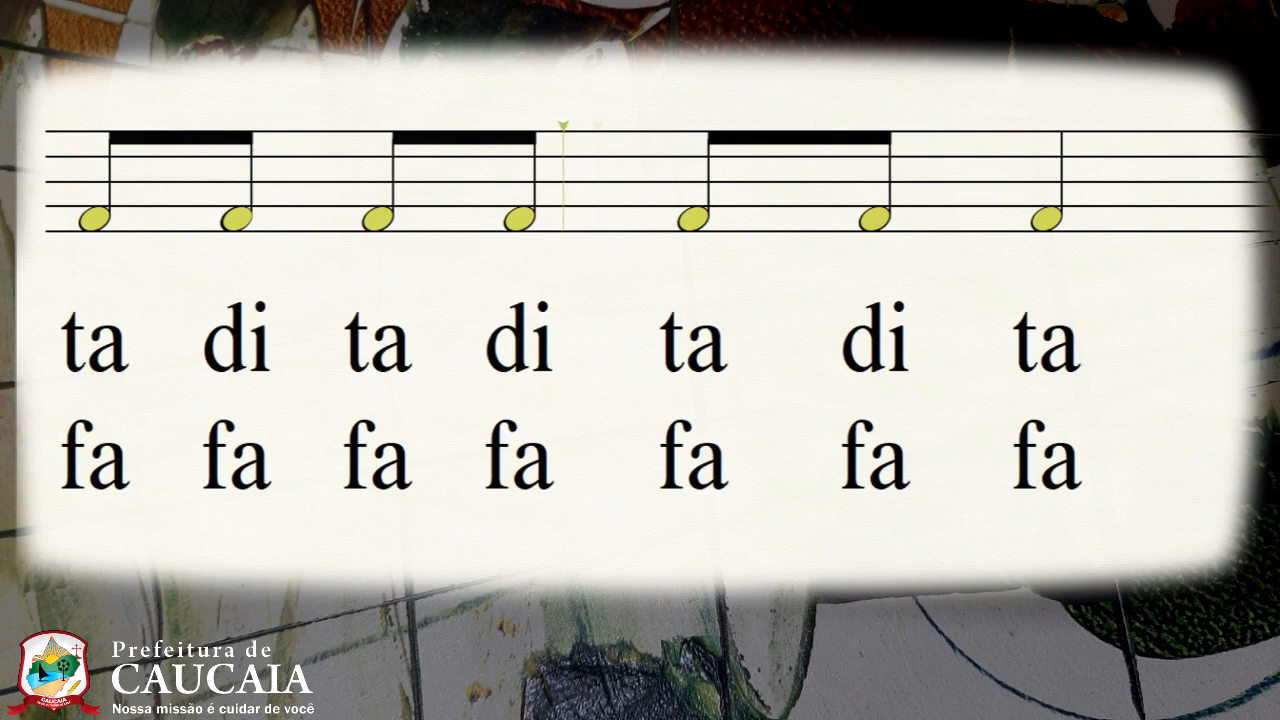 ta di ta di ta di ta
fa fa fa fa fa fa fa
CAUCAIA
Prefeitura de
CAUCAIA
Nossa missão é cuidar de você